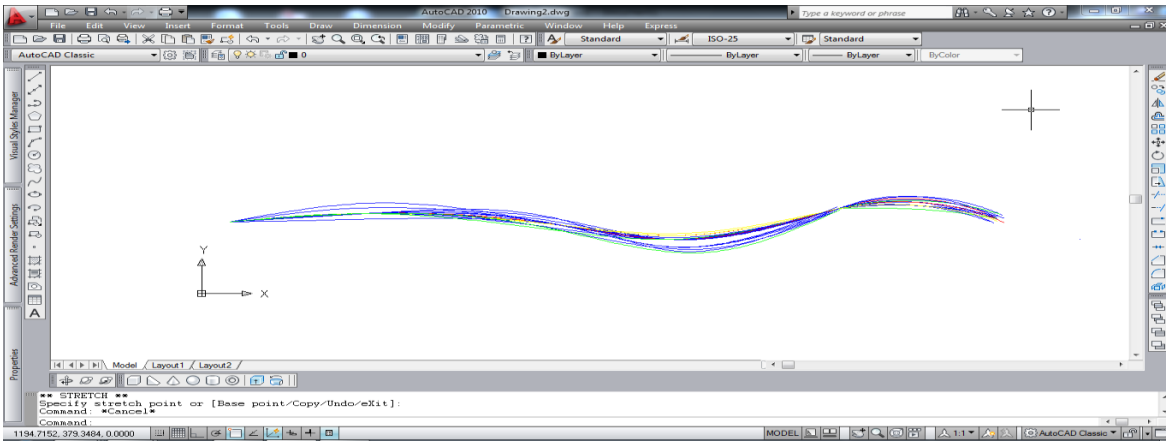 AutoCAD 2010 Drawing2.dwg
Type a keyword or phrase
File Edit View Insert Format Tools Draw Dimension Modify Parametric Window Help Express
Standard ISO-25 Standard
AutoCAD Classic 0 ByLayer ByLayer ByLayer ByColor
Visual Styles Manager
Advanced Render Settings
Properties
A
Y
X
Model Layout1 Layout2
** STRETCH **
Specify stretch point or [Base point/Copy/Undo/eXit]:
Command: *Cancel*
Command:
1194.7152, 379.3484, 0.0000 MODEL 1:1 AutoCAD Classic